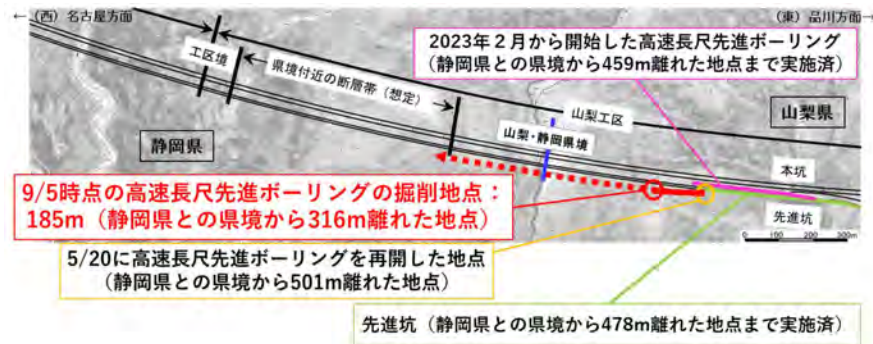 ←（西）名古屋方面
（東）品川方面→
2023年２月から開始した高速長尺先進ボーリング
（静岡県との県境から459m離れた地点まで実施済）
工区境
県境付近の断層帯（想定）
山梨工区
山梨県
静岡県
山梨・静岡県境
本坑
9/5時点の高速長尺先進ボーリングの掘削地点：
185m（静岡県との県境から316m離れた地点）
先進坑
0 100 200 300m
5/20に高速長尺先進ボーリングを再開した地点
（静岡県との県境から501m離れた地点）
先進坑（静岡県との県境から478m離れた地点まで実施済）